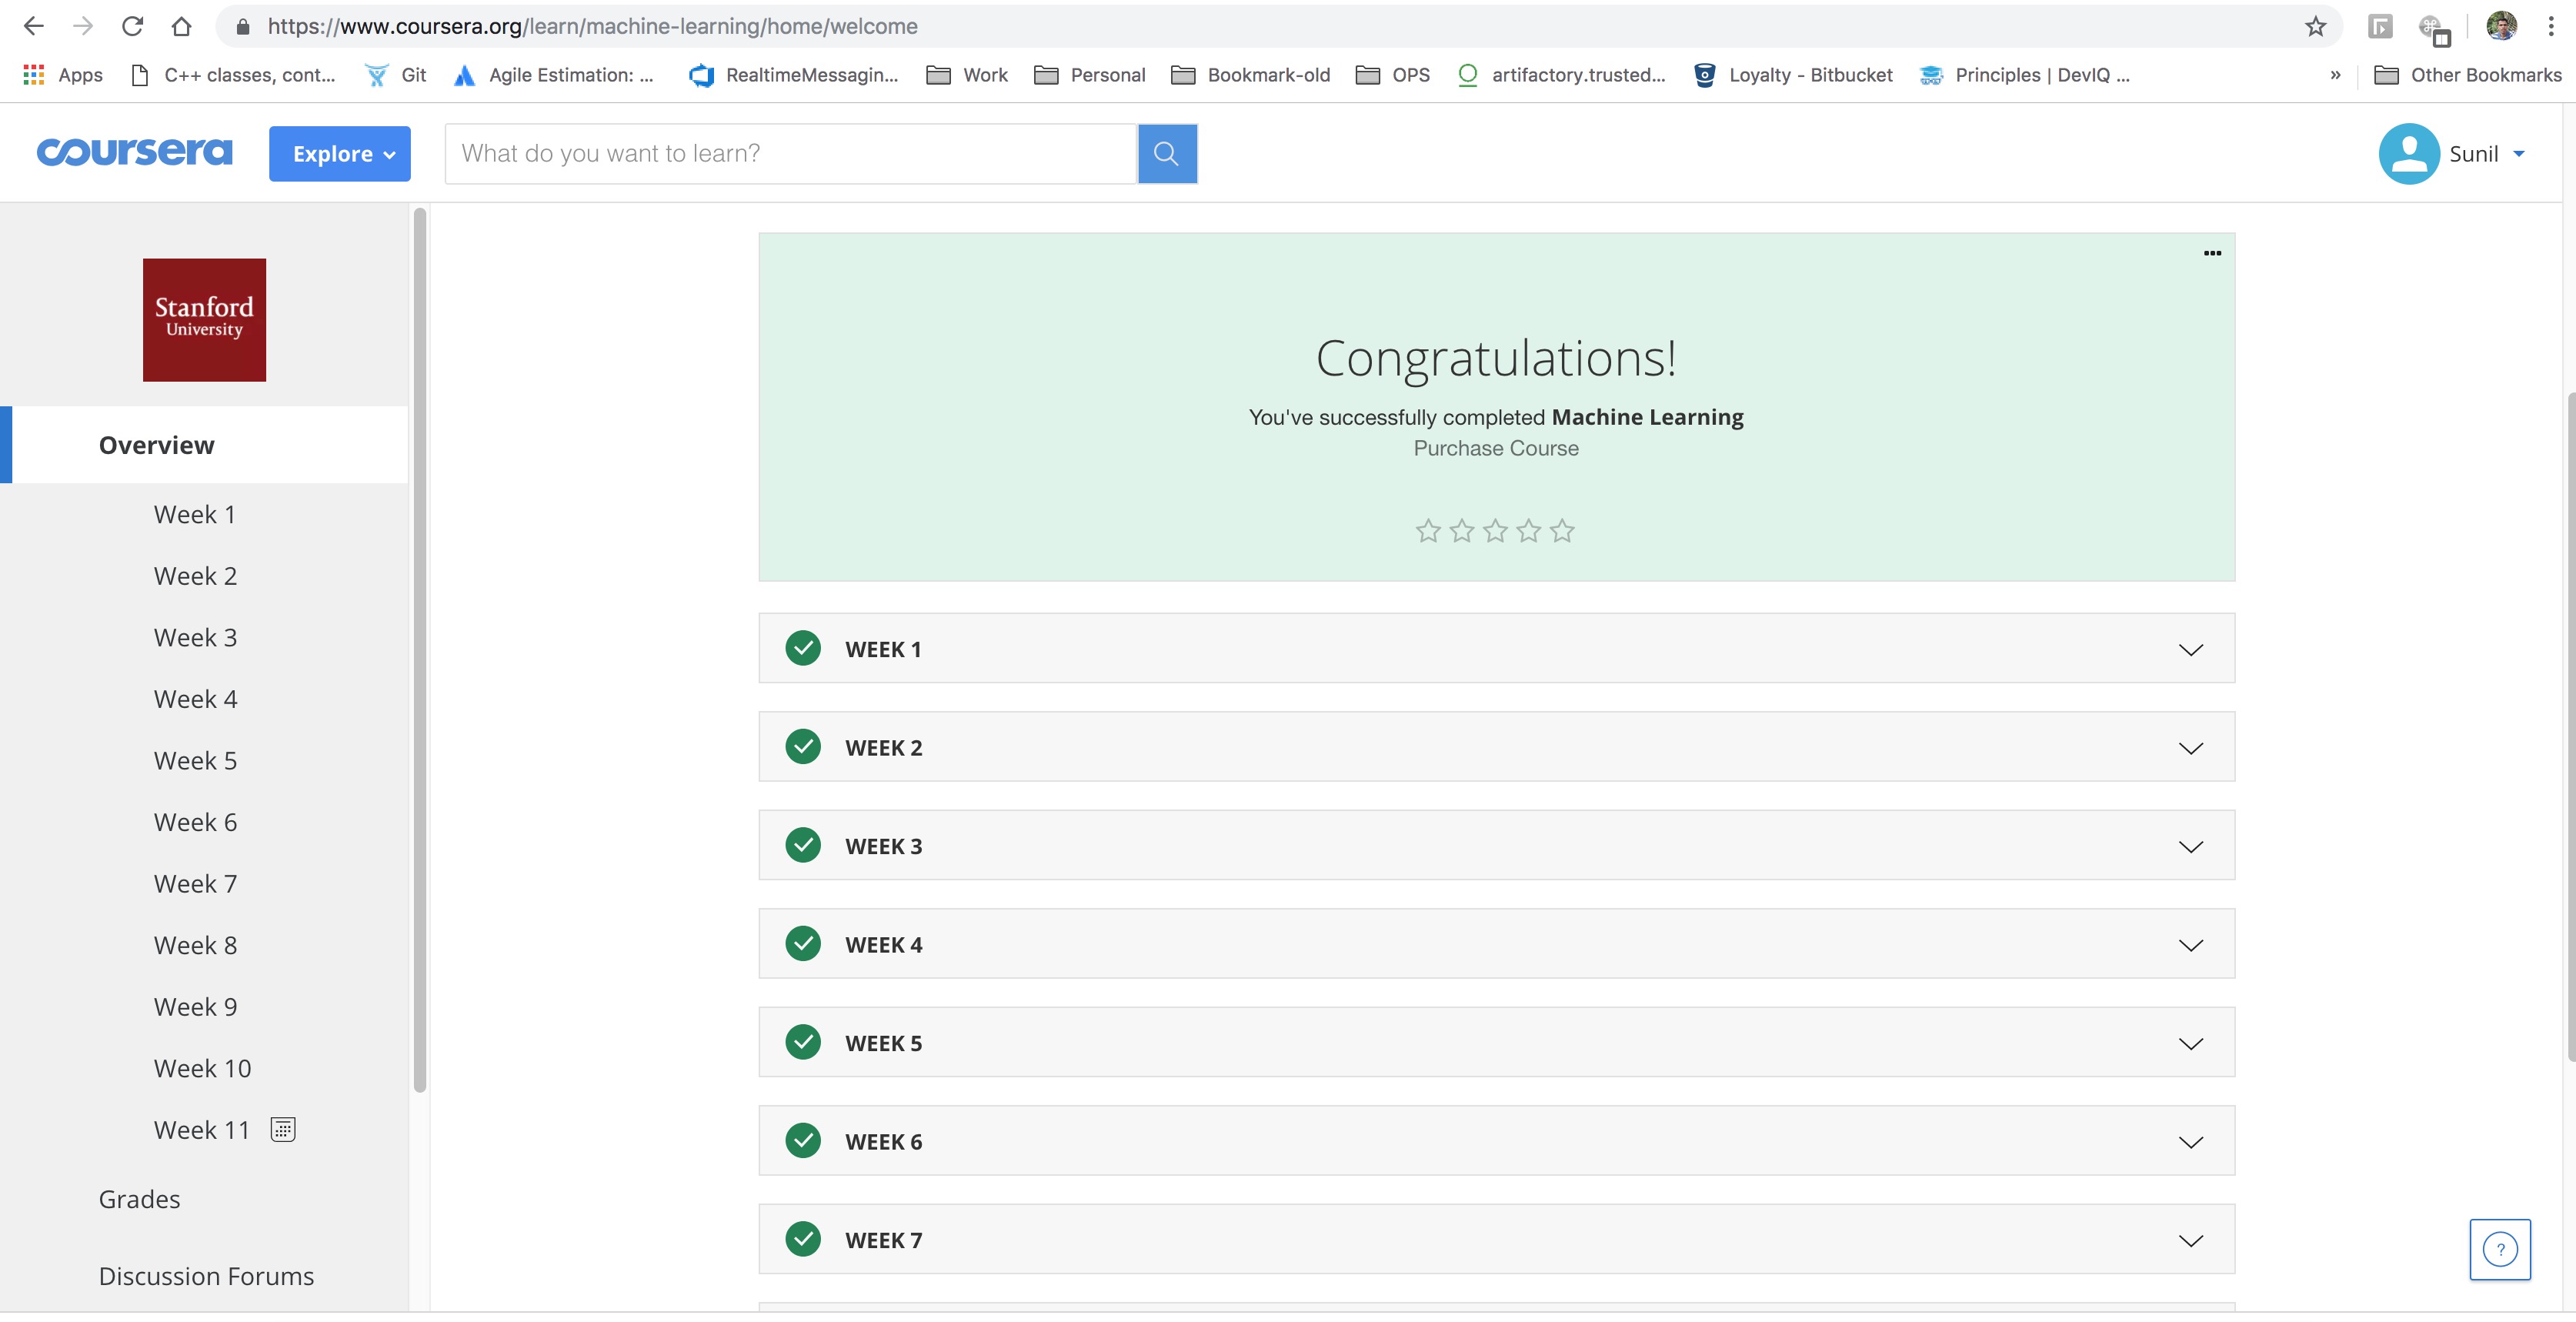 https://www.coursera.org/learn/machine-learning/home/welcome
Apps C++ classes, cont... Git Agile Estimation: ... RealtimeMessagin... Work Personal Bookmark-old OPS artifactory.trusted... Loyalty - Bitbucket Principles | DevIQ ... » Other Bookmarks
coursera Explore What do you want to learn? Sunil
Stanford
University
Overview
Week 1
Week 2
Week 3
Week 4
Week 5
Week 6
Week 7
Week 8
Week 9
Week 10
Week 11
Grades
Discussion Forums
Congratulations!
You've successfully completed Machine Learning
Purchase Course
WEEK 1
WEEK 2
WEEK 3
WEEK 4
WEEK 5
WEEK 6
WEEK 7
?